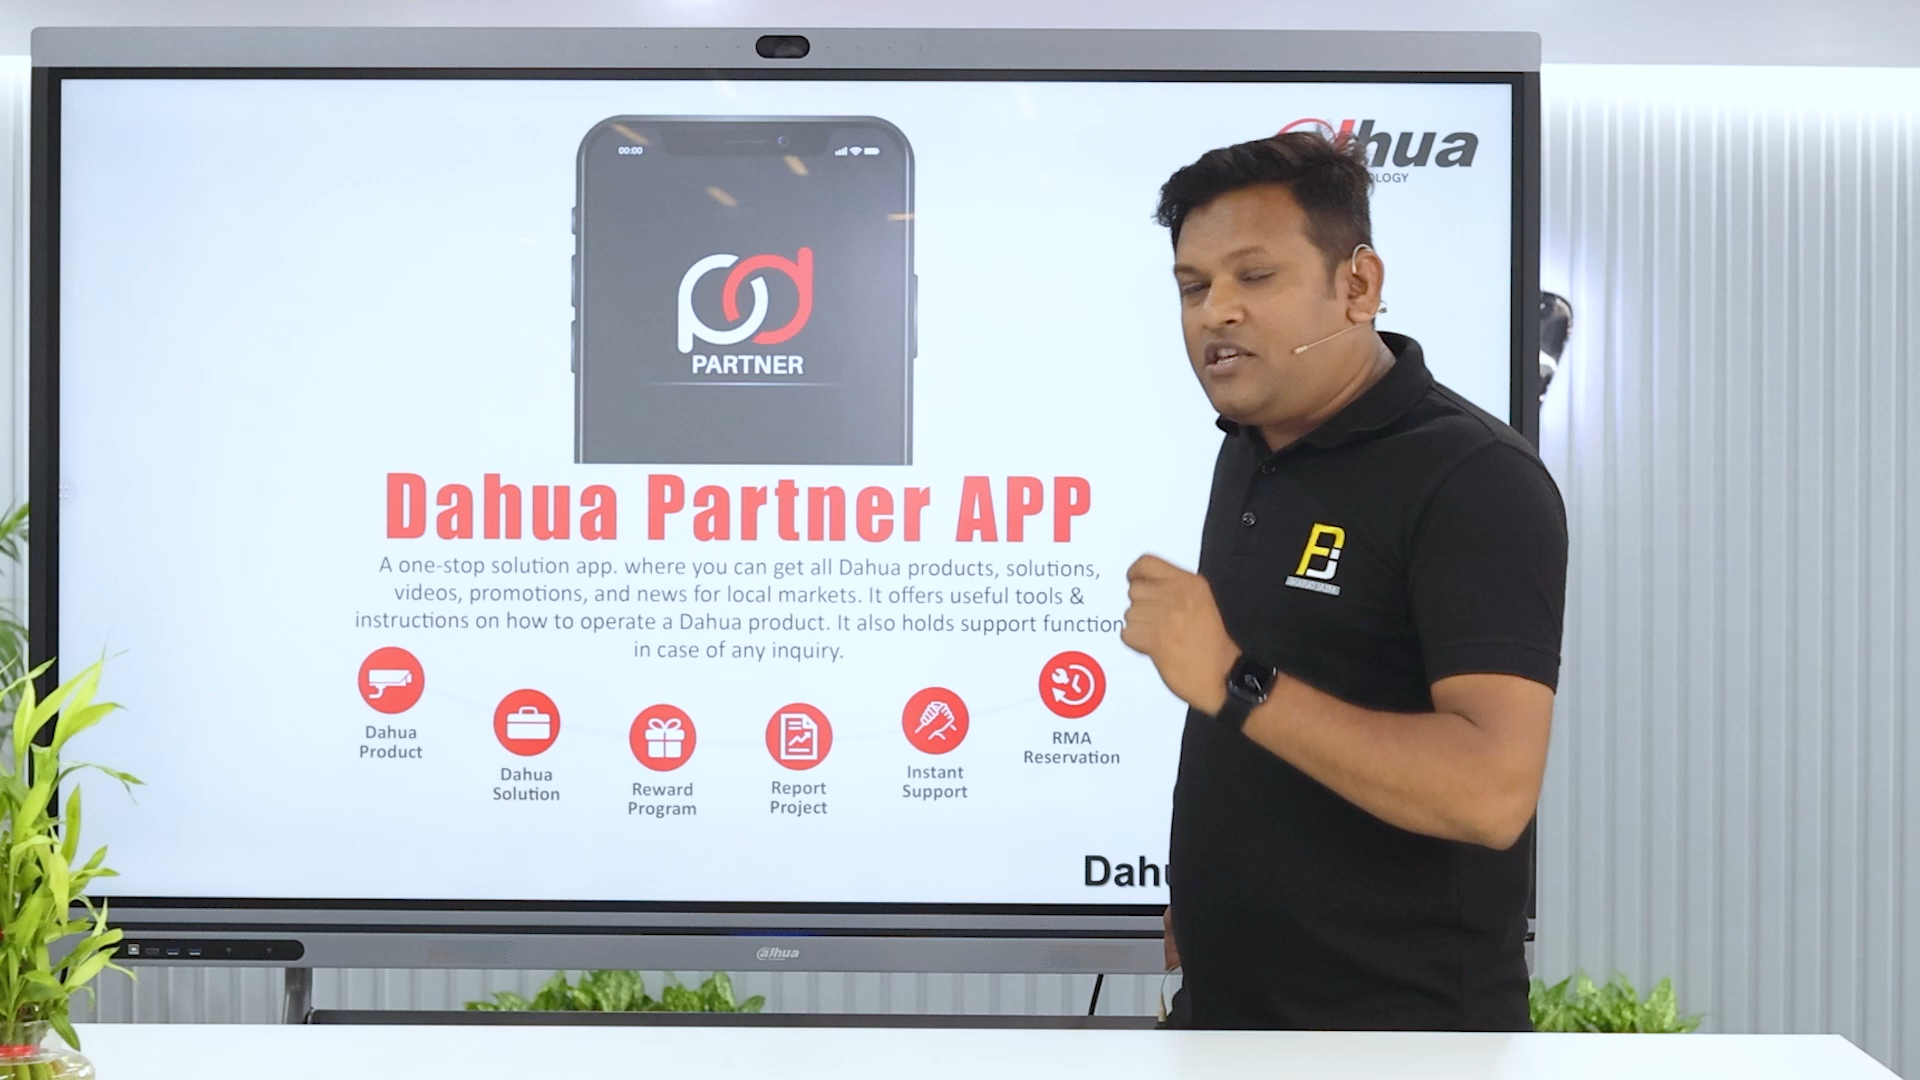 00:00
alhua
OLOGY
PARTNER
Dahua Partner APP
A one-stop solution app. where you can get all Dahua products, solutions,
videos, promotions, and news for local markets. It offers useful tools &
instructions on how to operate a Dahua product. It also holds support function
in case of any inquiry.
Dahua
Product
Dahua
Solution
Reward
Program
Report
Project
Instant
Support
RMA
Reservation
Dahu
alhua